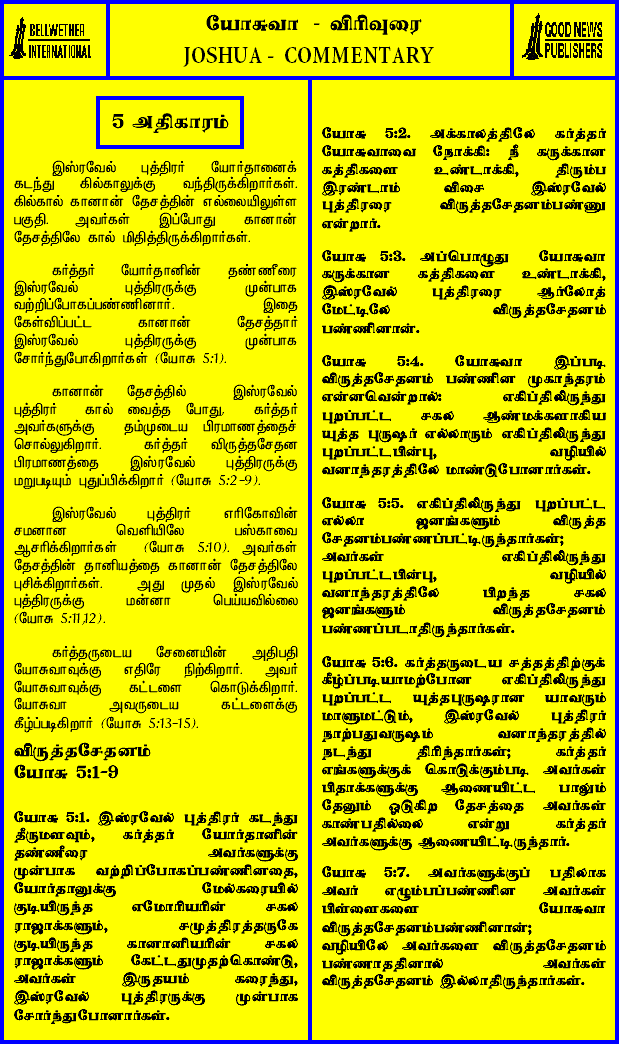 BELLWETHER
INTERNATIONAL
யோசுவா - விரிவுரை
JOSHUA - COMMENTARY
GOOD NEWS
PUBLISHERS
5 அதிகாரம்
இஸ்ரவேல் புத்திரர் யோர்தானைக்
கடந்து கில்காலுக்கு வந்திருக்கிறார்கள்.
கில்கால் கானான் தேசத்தின் எல்லையிலுள்ள
பகுதி. அவர்கள் இப்போது கானான்
தேசத்திலே கால் மிதித்திருக்கிறார்கள்.
கர்த்தர் யோர்தானின் தண்ணீரை
இஸ்ரவேல் புத்திரருக்கு முன்பாக
வற்றிப்போகப்பண்ணினார். இதை
கேள்விப்பட்ட கானான் தேசத்தார்
இஸ்ரவேல் புத்திரருக்கு முன்பாக
சோர்ந்துபோகிறார்கள் (யோசு 5:1).
கானான் தேசத்தில் இஸ்ரவேல்
புத்திரர் கால் வைத்த போது, கர்த்தர்
அவர்களுக்கு தம்முடைய பிரமாணத்தைச்
சொல்லுகிறார். கர்த்தர் விருத்தசேதன
பிரமாணத்தை இஸ்ரவேல் புத்திரருக்கு
மறுபடியும் புதுப்பிக்கிறார் (யோசு 5:2-9).
இஸ்ரவேல் புத்திரர் எரிகோவின்
சமனான வெளியிலே பஸ்காவை
ஆசரிக்கிறார்கள் (யோசு 5:10). அவர்கள்
தேசத்தின் தானியத்தை கானான் தேசத்திலே
புசிக்கிறார்கள். அது முதல் இஸ்ரவேல்
புத்திரருக்கு மன்னா பெய்யவில்லை
(யோசு 5:11,12).
கர்த்தருடைய சேனையின் அதிபதி
யோசுவாவுக்கு எதிரே நிற்கிறார். அவர்
யோசுவாவுக்கு கட்டளை கொடுக்கிறார்.
யோசுவா அவருடைய கட்டளைக்கு
கீழ்ப்படிகிறார் (யோசு 5:13-15).
விருத்தசேதனம்
யோசு 5:1-9
யோசு 5:1. இஸ்ரவேல் புத்திரர் கடந்து
தீருமளவும், கர்த்தர் யோர்தானின்
தண்ணீரை அவர்களுக்கு
முன்பாக வற்றிப்போகப்பண்ணினதை,
யோர்தானுக்கு மேல்கரையில்
குடியிருந்த எமோரியரின் சகல
ராஜாக்களும், சமுத்திரத்தருகே
குடியிருந்த கானானியரின் சகல
ராஜாக்களும் கேட்டதுமுதற்கொண்டு,
அவர்கள் இருதயம் கரைந்து,
இஸ்ரவேல் புத்திரருக்கு முன்பாக
சோர்ந்துபோனார்கள்.
யோசு 5:2. அக்காலத்திலே கர்த்தர்
யோசுவாவை நோக்கி: நீ கருக்கான
கத்திகளை உண்டாக்கி, திரும்ப
இரண்டாம் விசை இஸ்ரவேல்
புத்திரரை விருத்தசேதனம்பண்ணு
என்றார்.
யோசு 5:3. அப்பொழுது யோசுவா
கருக்கான கத்திகளை உண்டாக்கி,
இஸ்ரவேல் புத்திரரை ஆர்லோத்
மேட்டிலே விருத்தசேதனம்
பண்ணினான்.
யோசு 5:4. யோசுவா இப்படி
விருத்தசேதனம் பண்ணின முகாந்தரம்
என்னவென்றால்: எகிப்திலிருந்து
புறப்பட்ட சகல ஆண்மக்களாகிய
யுத்த புருஷர் எல்லாரும் எகிப்திலிருந்து
புறப்பட்டபின்பு, வழியில்
வனாந்தரத்திலே மாண்டுபோனார்கள்.
யோசு 5:5. எகிப்திலிருந்து புறப்பட்ட
எல்லா ஜனங்களும் விருத்த
சேதனம்பண்ணப்பட்டிருந்தார்கள்;
அவர்கள் எகிப்திலிருந்து
புறப்பட்டபின்பு, வழியில்
வனாந்தரத்திலே பிறந்த சகல
ஜனங்களும் விருத்தசேதனம்
பண்ணப்படாதிருந்தார்கள்.
யோசு 5:6. கர்த்தருடைய சத்தத்திற்குக்
கீழ்ப்படியாமற்போன எகிப்திலிருந்து
புறப்பட்ட யுத்தபுருஷரான யாவரும்
மாளுமட்டும், இஸ்ரவேல் புத்திரர்
நாற்பதுவருஷம் வனாந்தரத்தில்
நடந்து திரிந்தார்கள்; கர்த்தர்
எங்களுக்குக் கொடுக்கும்படி அவர்கள்
பிதாக்களுக்கு ஆணையிட்ட பாலும்
தேனும் ஓடுகிற தேசத்தை அவர்கள்
காண்பதில்லை என்று கர்த்தர்
அவர்களுக்கு ஆணையிட்டிருந்தார்.
யோசு 5:7. அவர்களுக்குப் பதிலாக
அவர் எழும்பப்பண்ணின அவர்கள்
பிள்ளைகளை யோசுவா
விருத்தசேதனம்பண்ணினான்;
வழியிலே அவர்களை விருத்தசேதனம்
பண்ணாததினால் அவர்கள்
விருத்தசேதனம் இல்லாதிருந்தார்கள்.